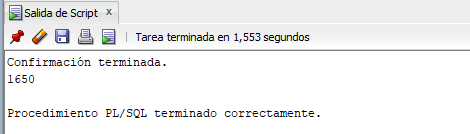 Salida de Script x
Tarea terminada en 1,553 segundos
Confirmación terminada.
1650
Procedimiento PL/SQL terminado correctamente.